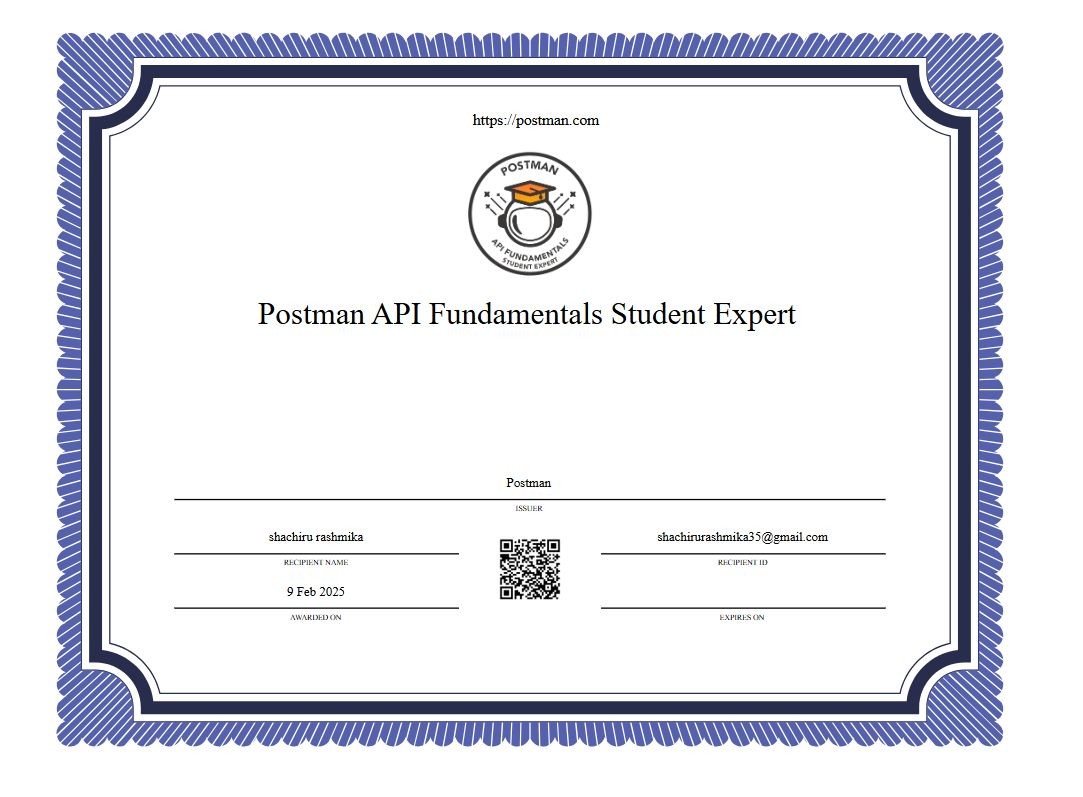 https://postman.com
POSTMAN
API FUNDAMENTALS
STUDENT EXPERT
Postman API Fundamentals Student Expert
Postman
ISSUER
shachiru rashmika
RECIPIENT NAME
shachirurashmika35@gmail.com
RECIPIENT ID
9 Feb 2025
AWARDED ON
EXPIRES ON